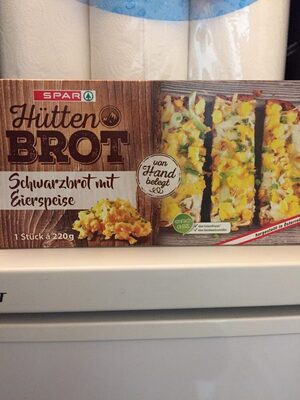 SPAR
Hütten
BROT
Schwarzbrot mit
Eierspeise
1 Stück à 220g
von
Hand
belegt